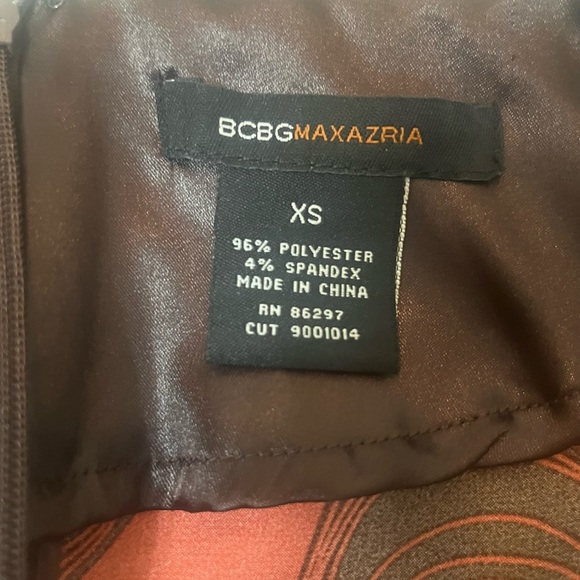 BCBGMAXAZRIA
XS
96% POLYESTER
4% SPANDEX
MADE IN CHINA
RN 86297
CUT 9001014